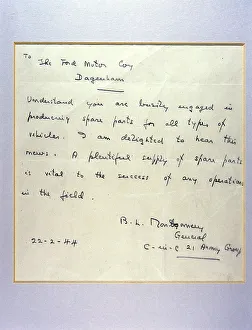 To
The Ford Motor Coy
Dagenham
Understand you are busily engaged in
producing spare parts for all types of
vehicles. I am delighted to hear this
news. A plentiful supply of spare parts
is vital to the success of any operations
in the field.
B. L. Montgomery
General
C-in-C 21 Army Group
22-2-44